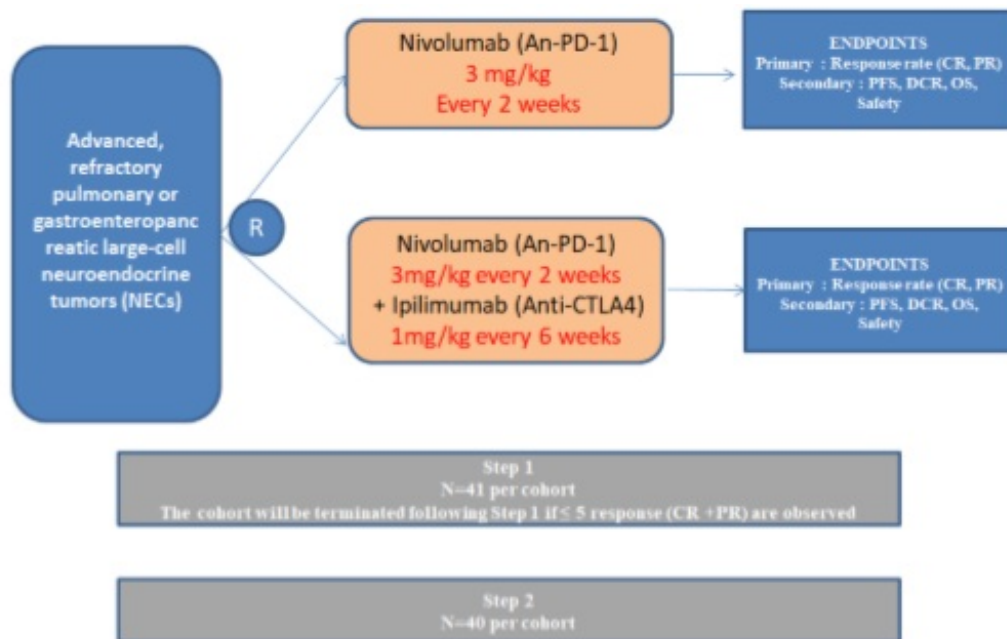 Advanced,
refractory
pulmonary or
gastroenteropanc
reatic large-cell
neuroendocrine
tumors (NECs)
R
Nivolumab (An-PD-1)
3 mg/kg
Every 2 weeks
ENDPOINTS
Primary : Response rate (CR, PR)
Secondary : PFS, DCR, OS,
Safety
Nivolumab (An-PD-1)
3mg/kg every 2 weeks
+ Ipilimumab (Anti-CTLA4)
1mg/kg every 6 weeks
ENDPOINTS
Primary : Response rate (CR, PR)
Secondary : PFS, DCR, OS,
Safety
Step 1
N=41 per cohort
The cohort will be terminated following Step 1 if ≤ 5 response (CR +PR) are observed
Step 2
N=40 per cohort